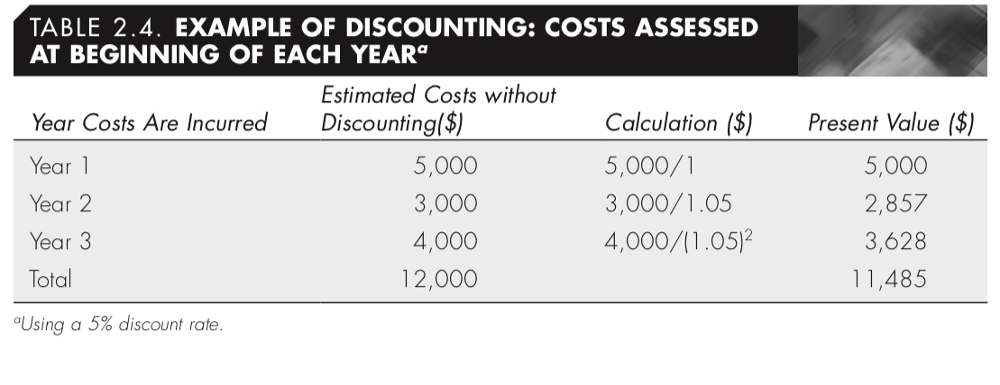 TABLE 2.4. EXAMPLE OF DISCOUNTING: COSTS ASSESSED
AT BEGINNING OF EACH YEARᵃ
Estimated Costs without
Year Costs Are Incurred Discounting($) Calculation ($) Present Value ($)
Year 1 5,000 5,000/1 5,000
Year 2 3,000 3,000/1.05 2,857
Year 3 4,000 4,000/(1.05)² 3,628
Total 12,000 11,485
ᵃUsing a 5% discount rate.